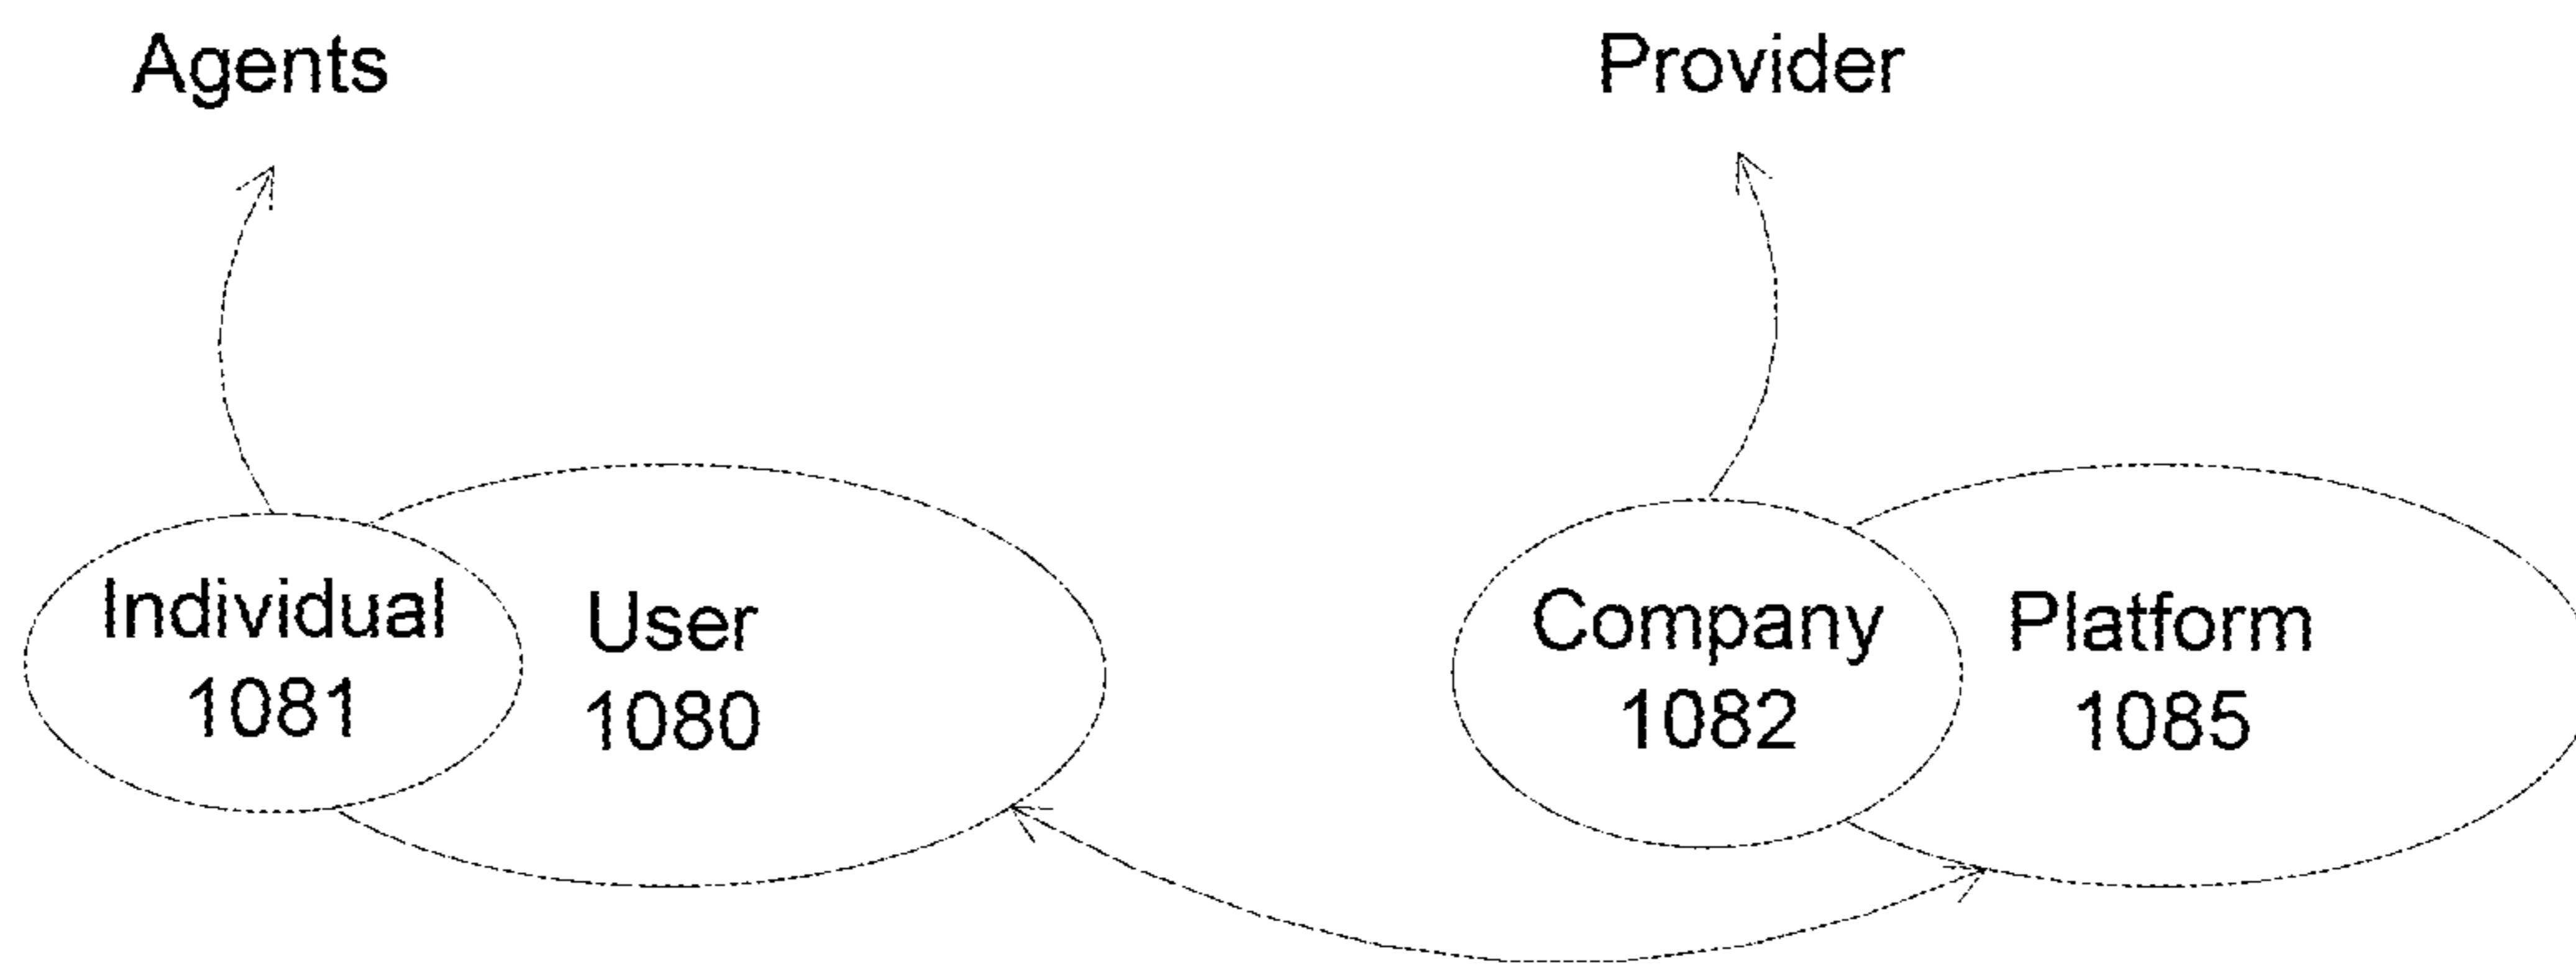 Agents
Provider
Individual
1081
User
1080
Company
1082
Platform
1085